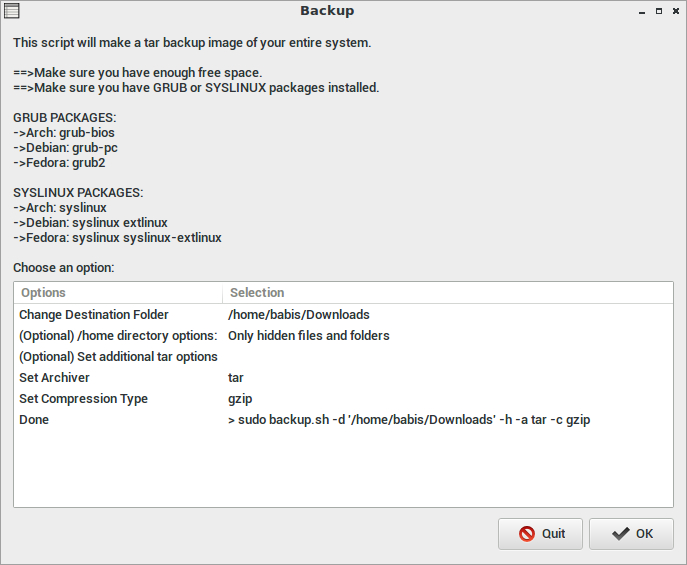 Backup
This script will make a tar backup image of your entire system.
==>Make sure you have enough free space.
==>Make sure you have GRUB or SYSLINUX packages installed.
GRUB PACKAGES:
->Arch: grub-bios
->Debian: grub-pc
->Fedora: grub2
SYSLINUX PACKAGES:
->Arch: syslinux
->Debian: syslinux extlinux
->Fedora: syslinux syslinux-extlinux
Choose an option:
Options Selection
Change Destination Folder /home/babis/Downloads
(Optional) /home directory options: Only hidden files and folders
(Optional) Set additional tar options
Set Archiver tar
Set Compression Type gzip
Done > sudo backup.sh -d '/home/babis/Downloads' -h -a tar -c gzip
Quit OK